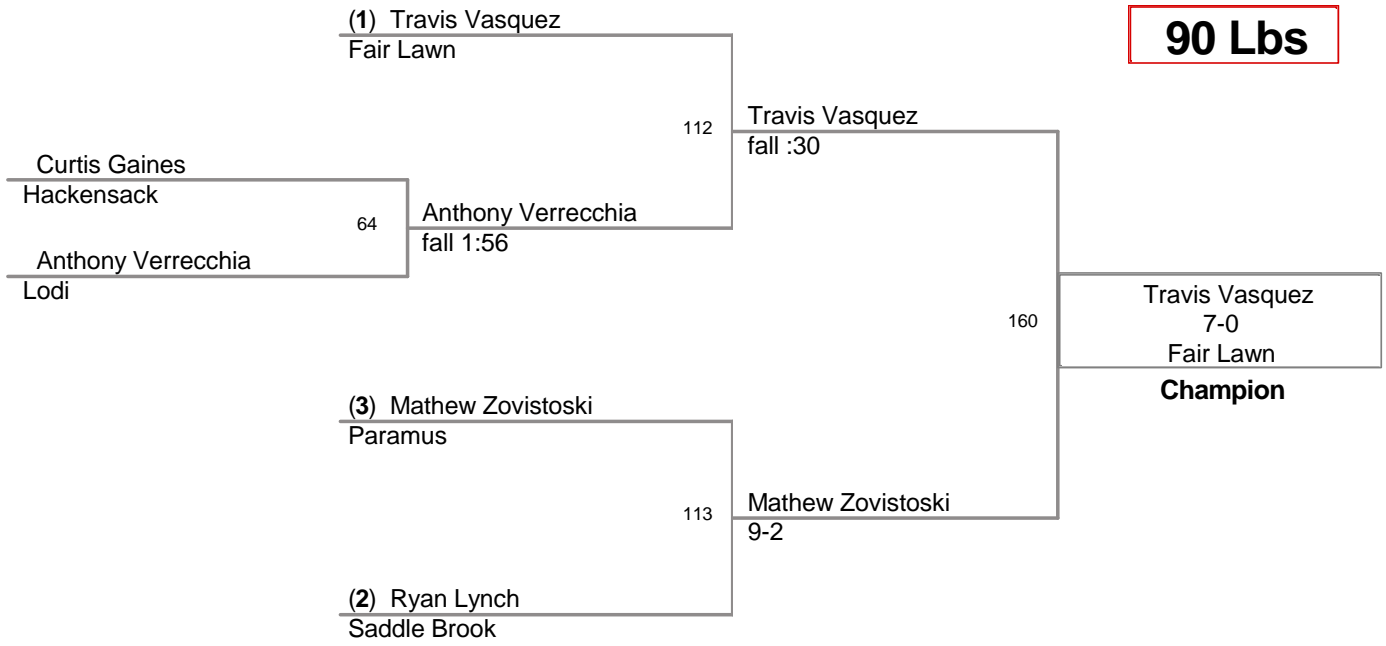 90 Lbs
(1) Travis Vasquez
Fair Lawn
112
Travis Vasquez
fall :30
Curtis Gaines
Hackensack
64
Anthony Verrecchia
fall 1:56
Anthony Verrecchia
Lodi
160
Travis Vasquez
7-0
Fair Lawn
Champion
(3) Mathew Zovistoski
Paramus
113
Mathew Zovistoski
9-2
(2) Ryan Lynch
Saddle Brook